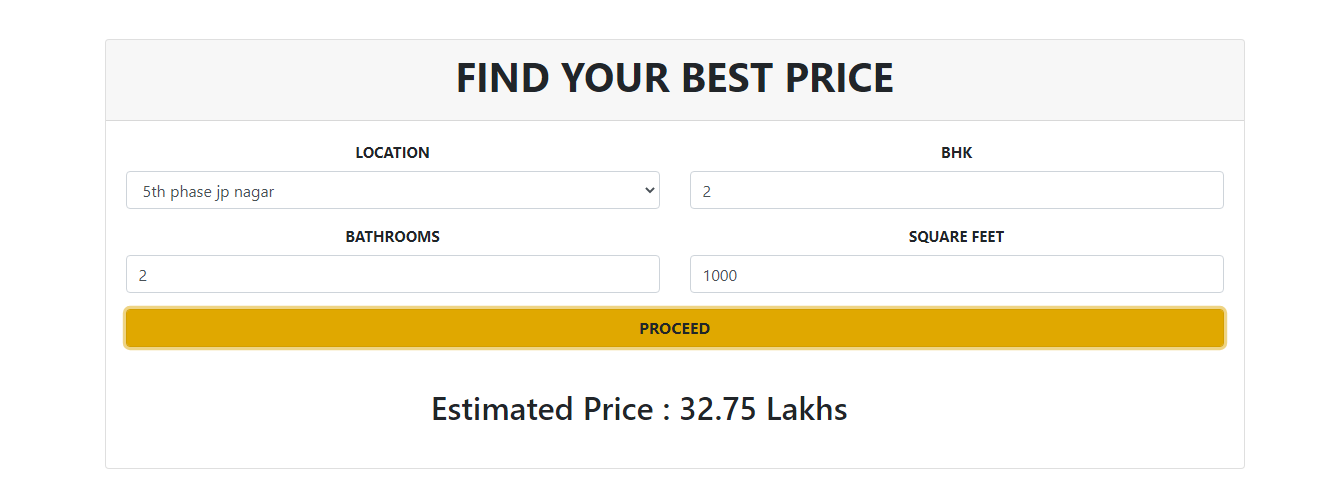 FIND YOUR BEST PRICE
LOCATION
BHK
5th phase jp nagar
2
BATHROOMS
SQUARE FEET
2
1000
PROCEED
Estimated Price : 32.75 Lakhs